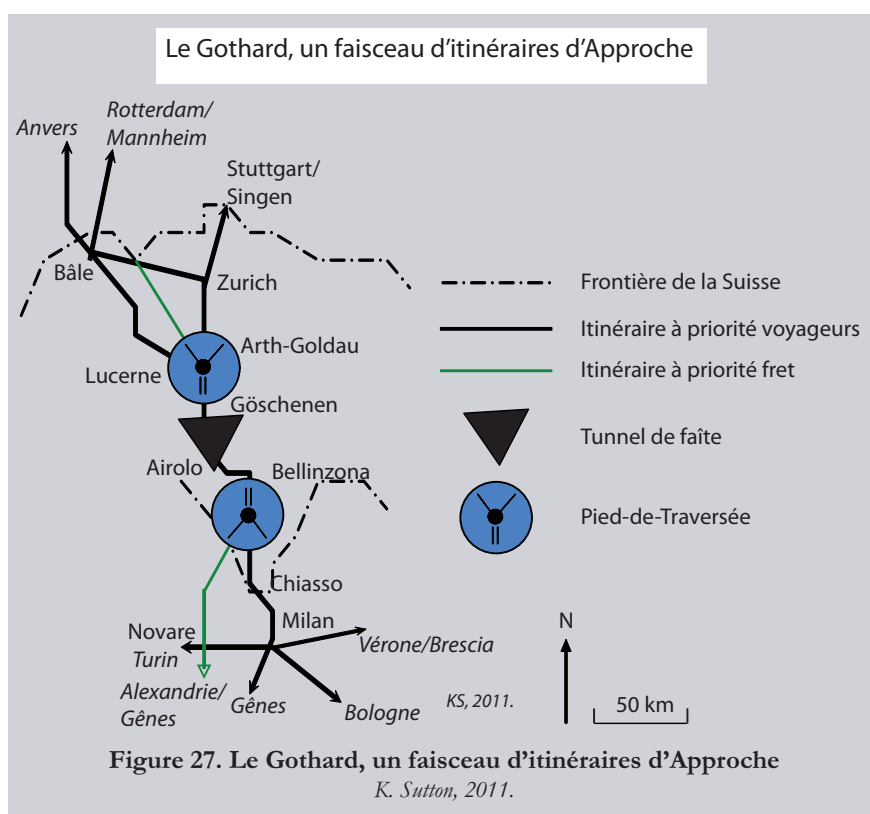 Le Gothard, un faisceau d'itinéraires d'Approche
Rotterdam/
Mannheim
Anvers
Stuttgart/
Singen
Bâle
Zurich
Frontière de la Suisse
Itinéraire à priorité voyageurs
Arth-Goldau
Lucerne
Itinéraire à priorité fret
Göschenen
Tunnel de faîte
Airolo
Bellinzona
Pied-de-Traversée
Chiasso
Milan
N
Novare
Turin
Vérone/Brescia
Alexandrie/
Gênes
Gênes
Bologne
KS, 2011.
50 km
Figure 27. Le Gothard, un faisceau d'itinéraires d'Approche
K. Sutton, 2011.